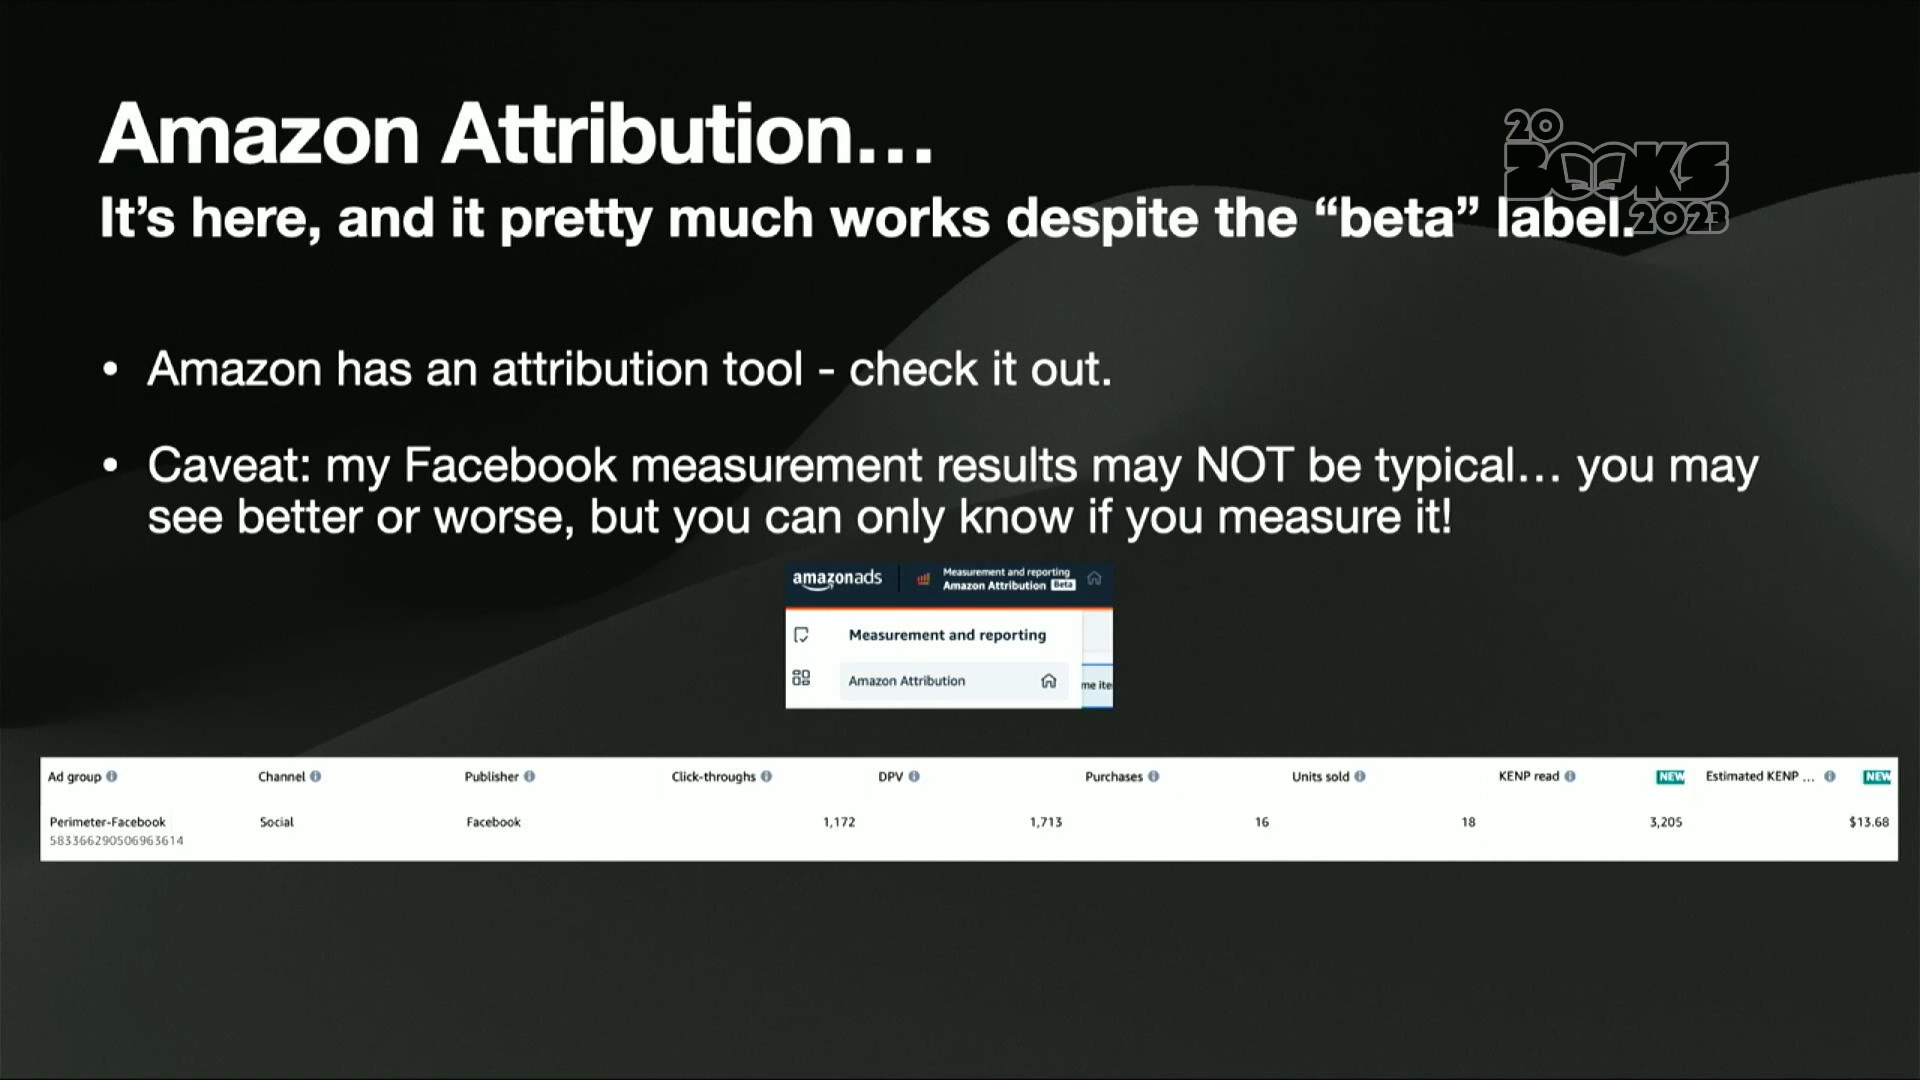 Amazon Attribution…
20 BOOKS 2023
It's here, and it pretty much works despite the “beta” label.
• Amazon has an attribution tool - check it out.
• Caveat: my Facebook measurement results may NOT be typical… you may
see better or worse, but you can only know if you measure it!
amazonads
Measurement and reporting
Amazon Attribution Beta
Measurement and reporting
Amazon Attribution
me ite
Ad group Channel Publisher Click-throughs DPV Purchases Units sold KENP read NEW Estimated KENP ... NEW
Perimeter-Facebook Social Facebook 1,172 1,713 16 18 3,205 $13.68
583366290506963614